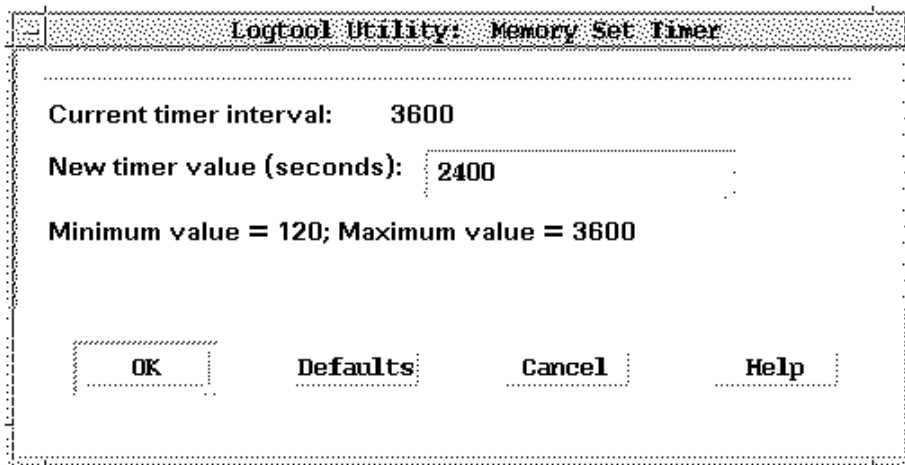 Logtool Utility: Memory Set Timer
Current timer interval: 3600
New timer value (seconds): 2400
Minimum value = 120; Maximum value = 3600
OK Defaults Cancel Help